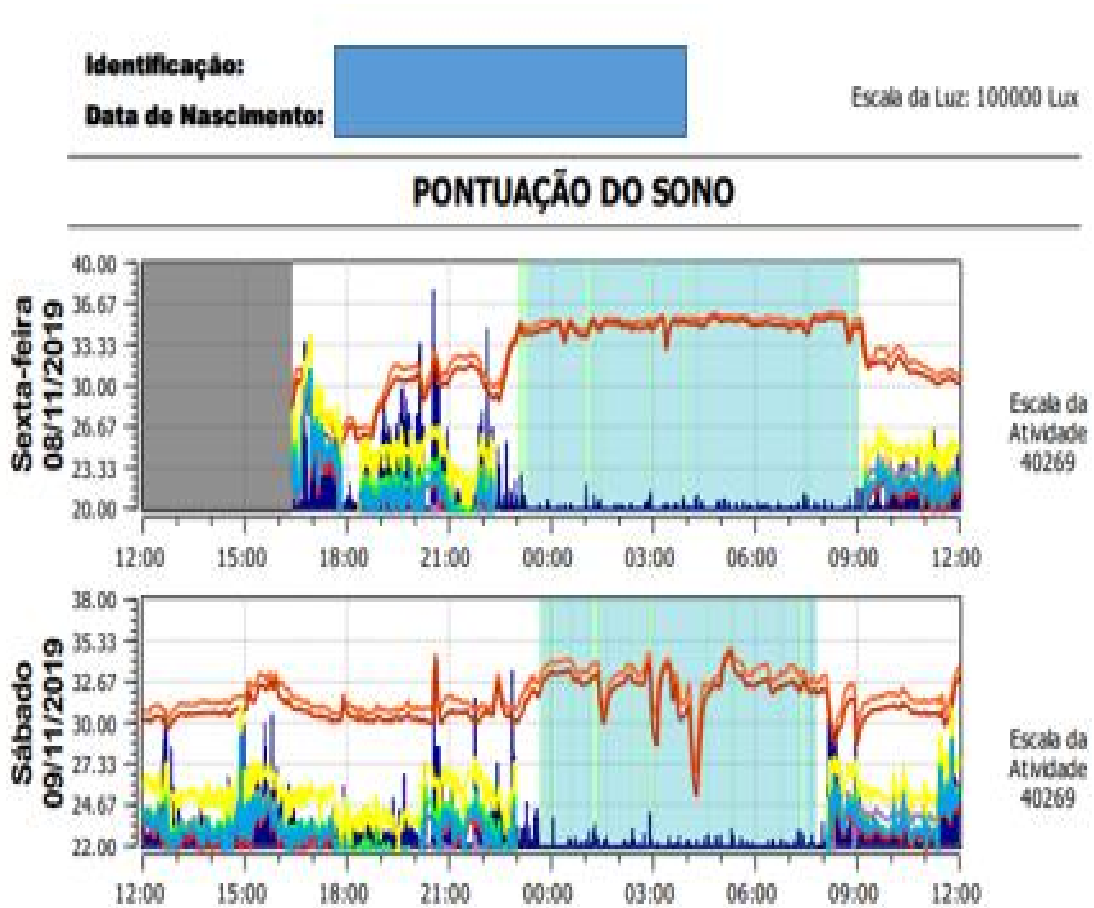 Identificação:
Data de Nascimento:
Escala da Luz: 100000 Lux
PONTUAÇÃO DO SONO
Sexta-feira
08/11/2019
40.00
36.67
33.33
30.00
26.67
23.33
20.00
12:00 15:00 18:00 21:00 00:00 03:00 06:00 09:00 12:00
Escala da
Atividade
40269
Sábado
09/11/2019
38.00
35.33
32.67
30.00
27.33
24.67
22.00
12:00 15:00 18:00 21:00 00:00 03:00 06:00 09:00 12:00
Escala da
Atividade
40269